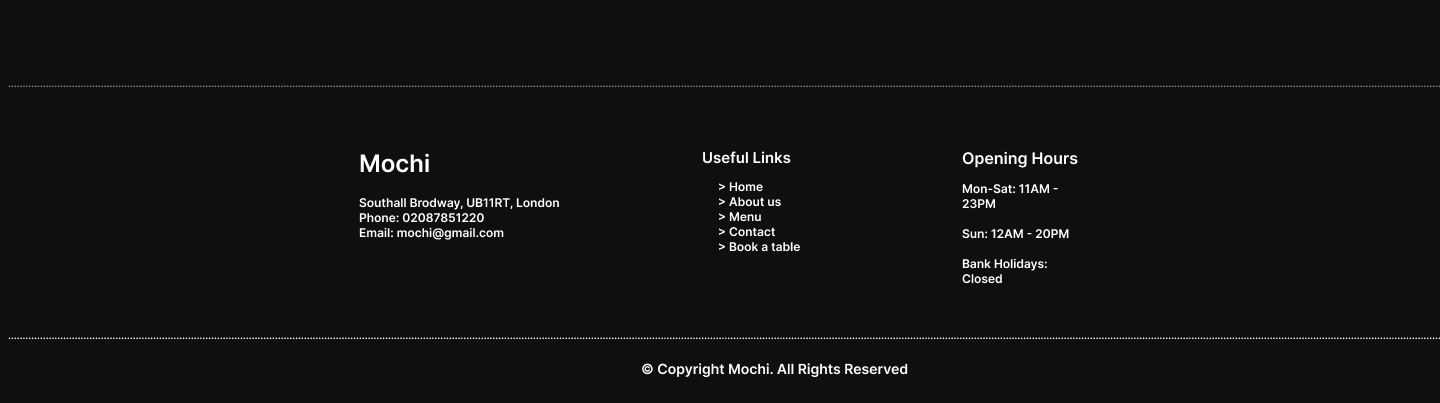 Mochi
Southall Brodway, UB11RT, London
Phone: 02087851220
Email: mochi@gmail.com
Useful Links
> Home
> About us
> Menu
> Contact
> Book a table
Opening Hours
Mon-Sat: 11AM -
23PM
Sun: 12AM - 20PM
Bank Holidays:
Closed
© Copyright Mochi. All Rights Reserved